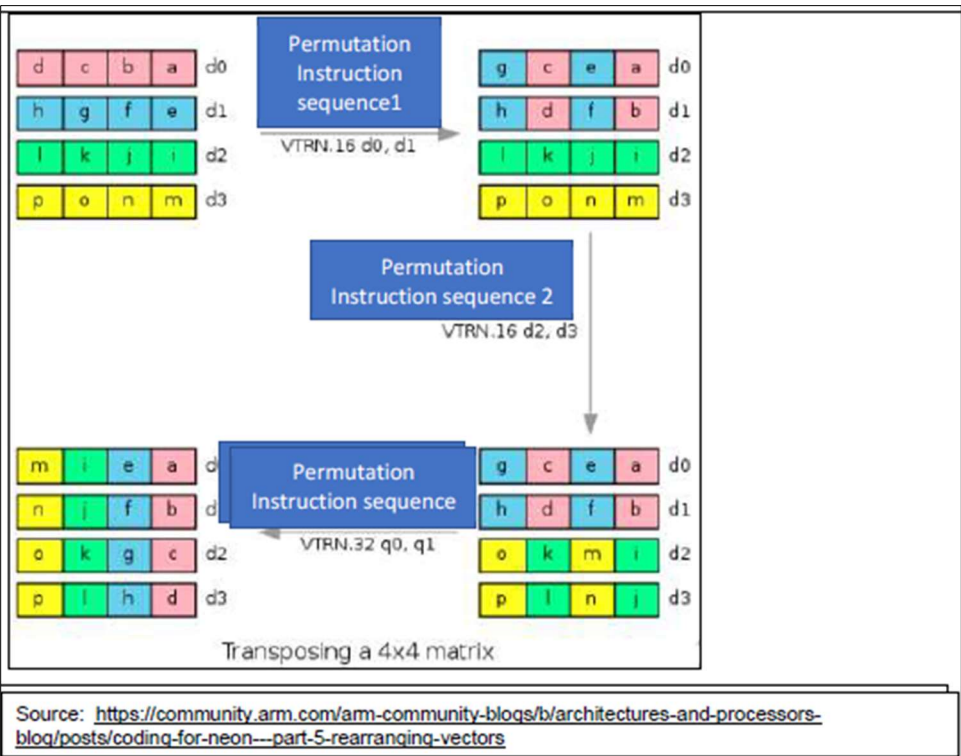 Permutation
Instruction
sequence1
d c b a d0
h g f e d1
l k j i d2
p o n m d3
VTRN.16 d0, d1
g c e a d0
h d f b d1
l k j i d2
p o n m d3
Permutation
Instruction sequence 2
VTRN.16 d2, d3
m i e a d
n j f b d
o k g c d2
p l h d d3
Permutation
Instruction sequence
VTRN.32 q0, q1
g c e a d0
h d f b d1
o k m i d2
p l n j d3
Transposing a 4x4 matrix
Source: https://community.arm.com/arm-community-blogs/b/architectures-and-processors-
blog/posts/coding-for-neon---part-5-rearranging-vectors